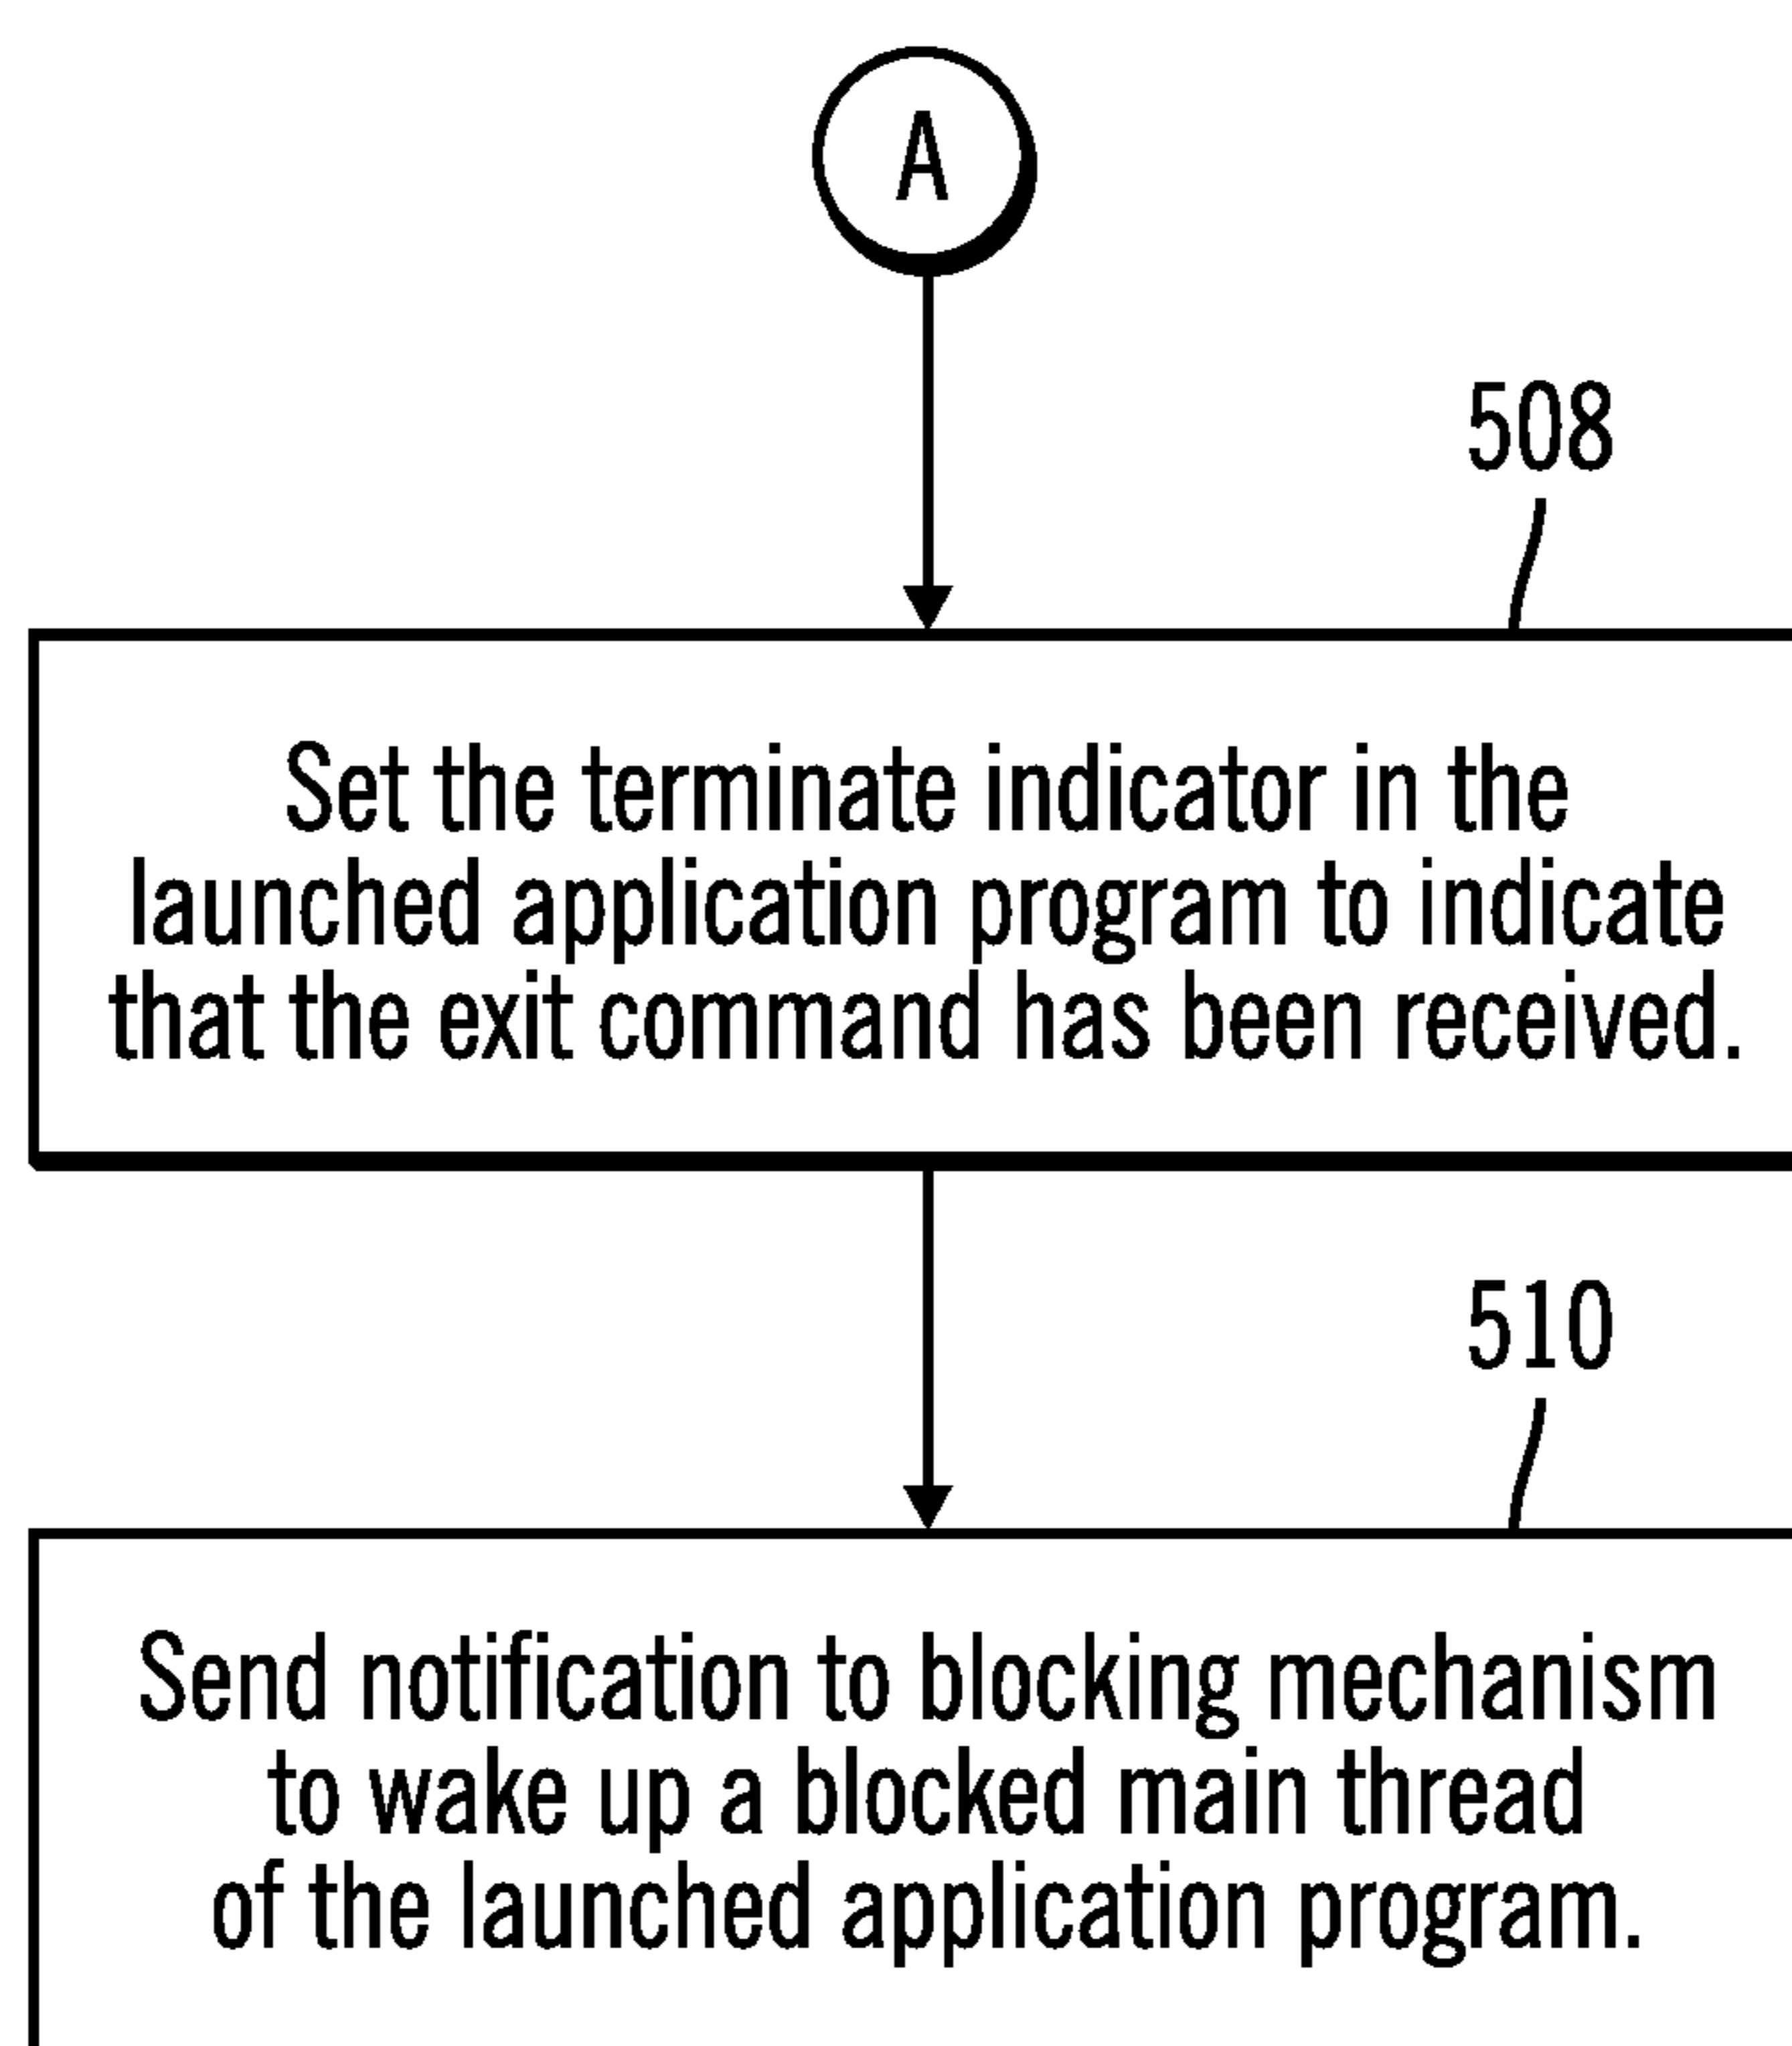 A
508
Set the terminate indicator in the
launched application program to indicate
that the exit command has been received.
510
Send notification to blocking mechanism
to wake up a blocked main thread
of the launched application program.